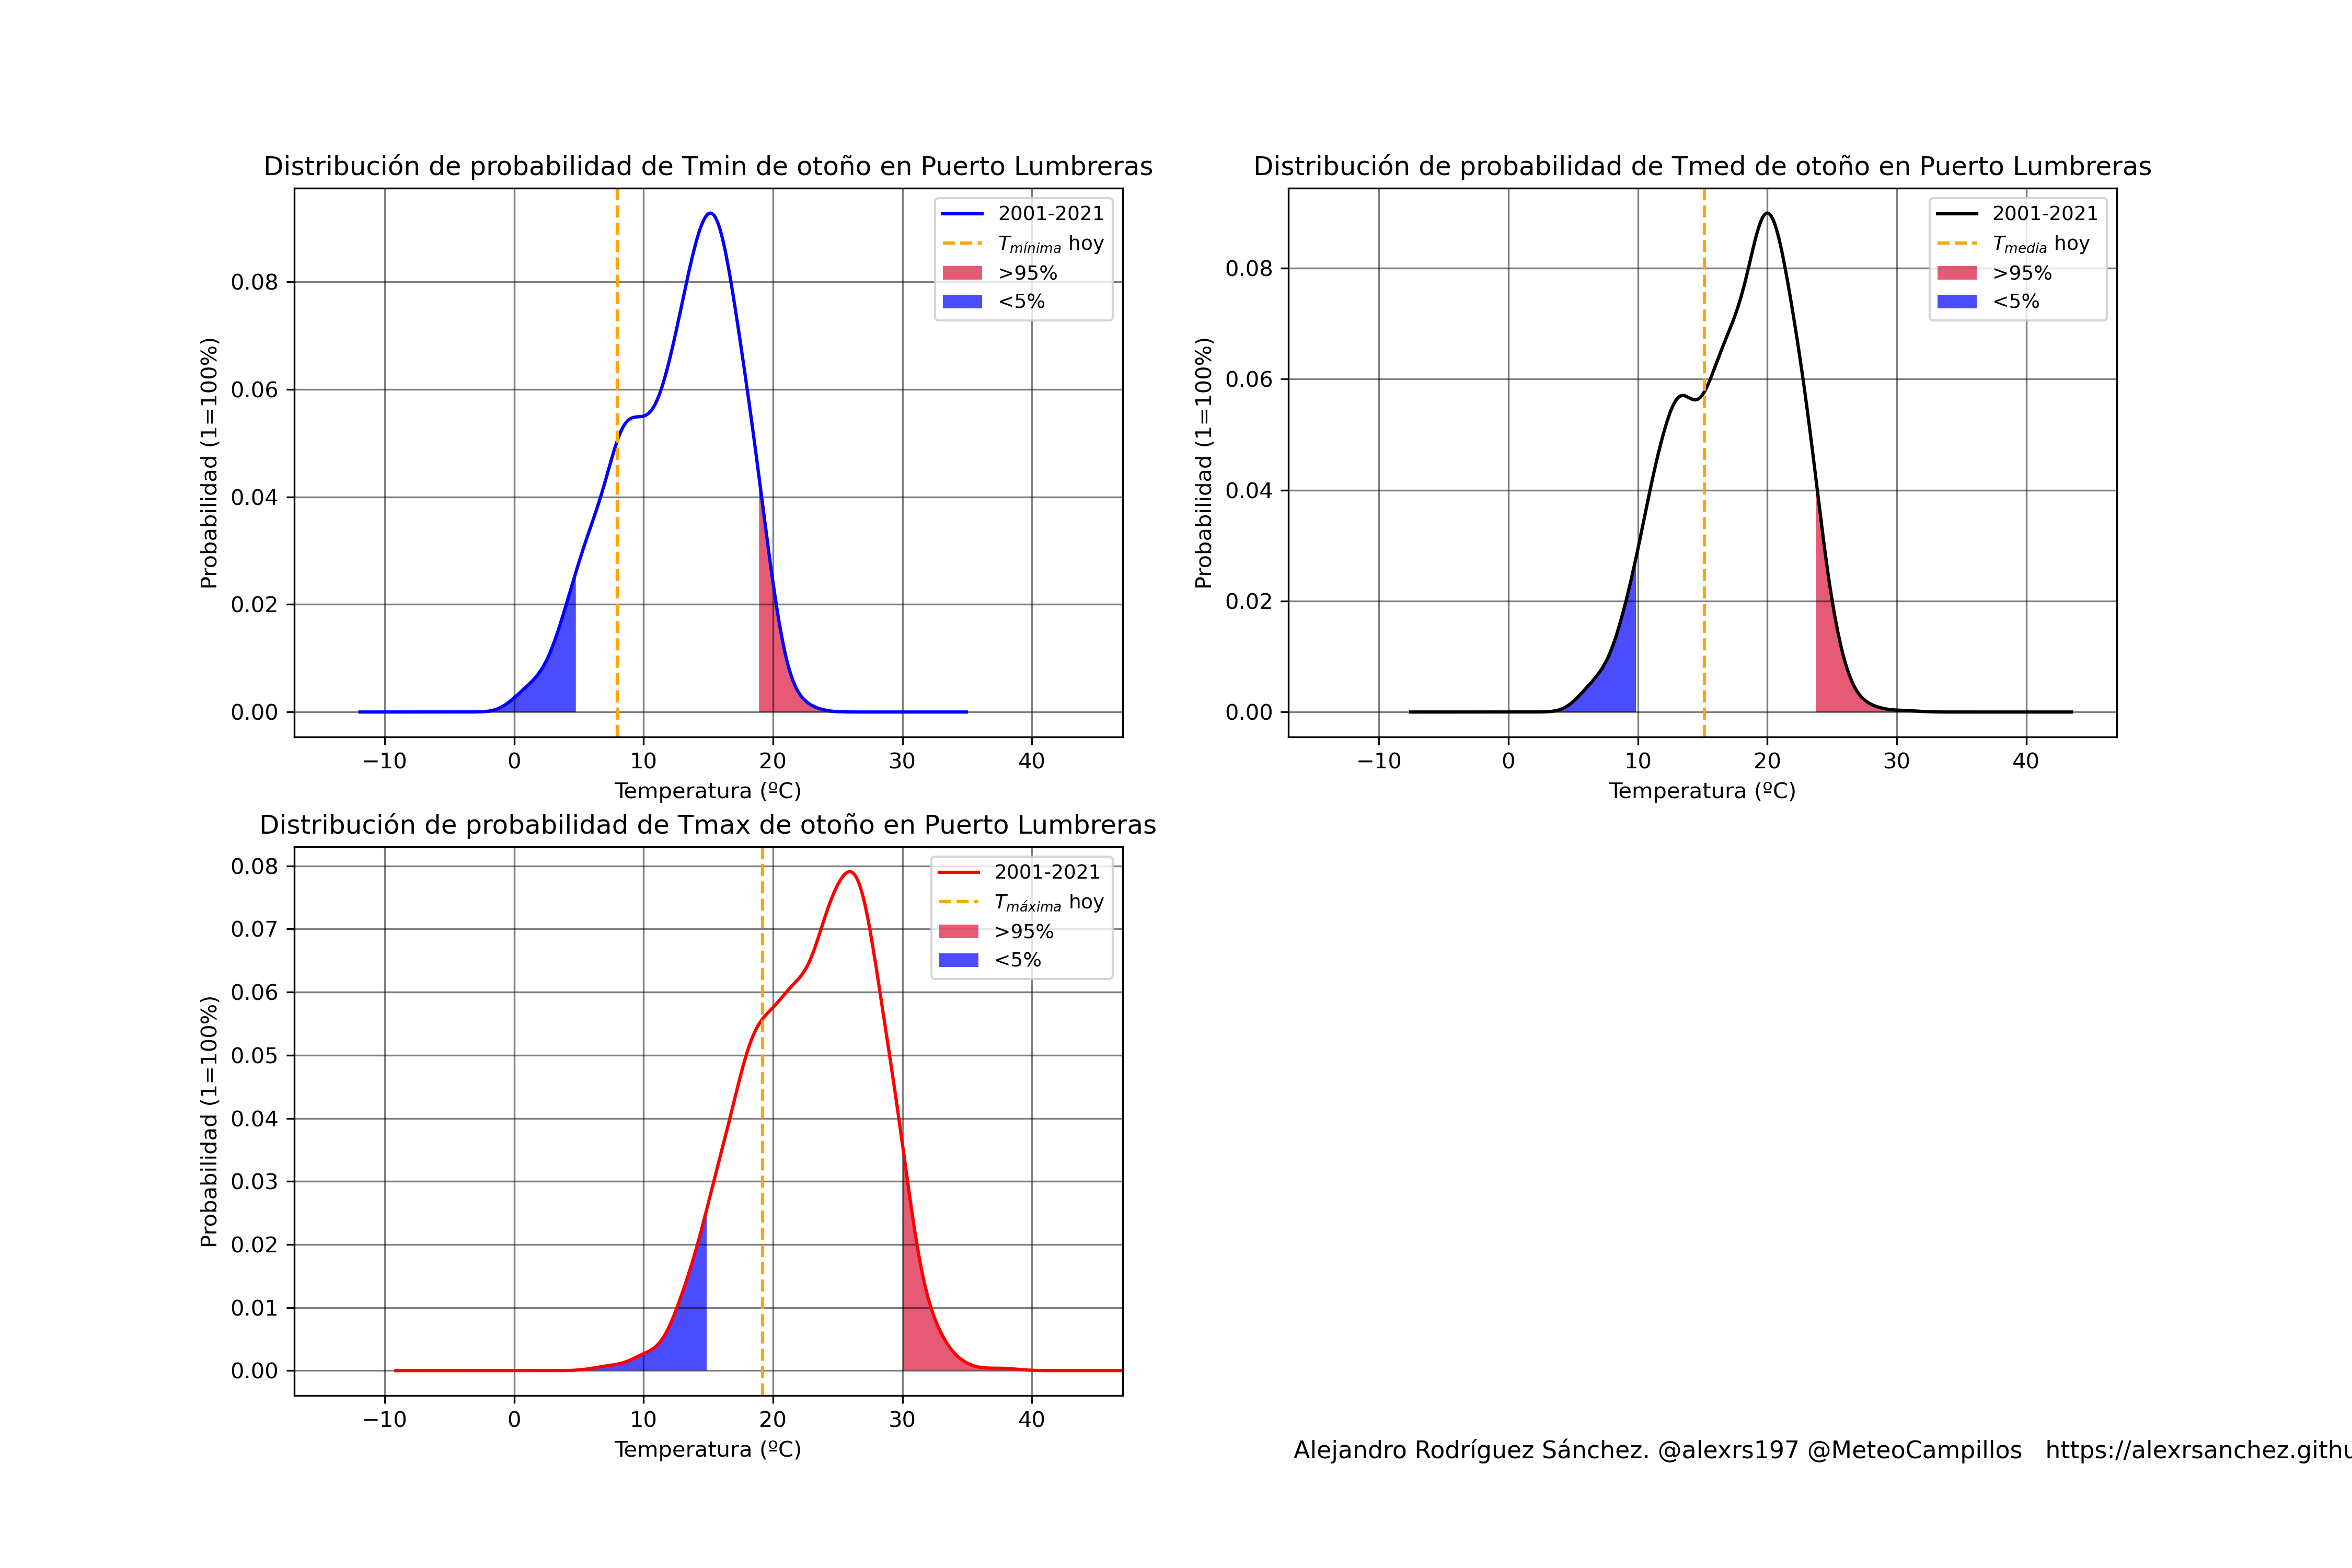 Distribución de probabilidad de Tmin de otoño en Puerto Lumbreras
2001-2021
Tmínima hoy
>95%
<5%
Probabilidad (1=100%)
0.08
0.06
0.04
0.02
0.00
−10 0 10 20 30 40
Temperatura (ºC)
Distribución de probabilidad de Tmed de otoño en Puerto Lumbreras
2001-2021
Tmedia hoy
>95%
<5%
Probabilidad (1=100%)
0.08
0.06
0.04
0.02
0.00
−10 0 10 20 30 40
Temperatura (ºC)
Distribución de probabilidad de Tmax de otoño en Puerto Lumbreras
2001-2021
Tmáxima hoy
>95%
<5%
Probabilidad (1=100%)
0.08
0.07
0.06
0.05
0.04
0.03
0.02
0.01
0.00
−10 0 10 20 30 40
Temperatura (ºC)
Alejandro Rodríguez Sánchez. @alexrs197 @MeteoCampillos https://alexrsanchez.githu